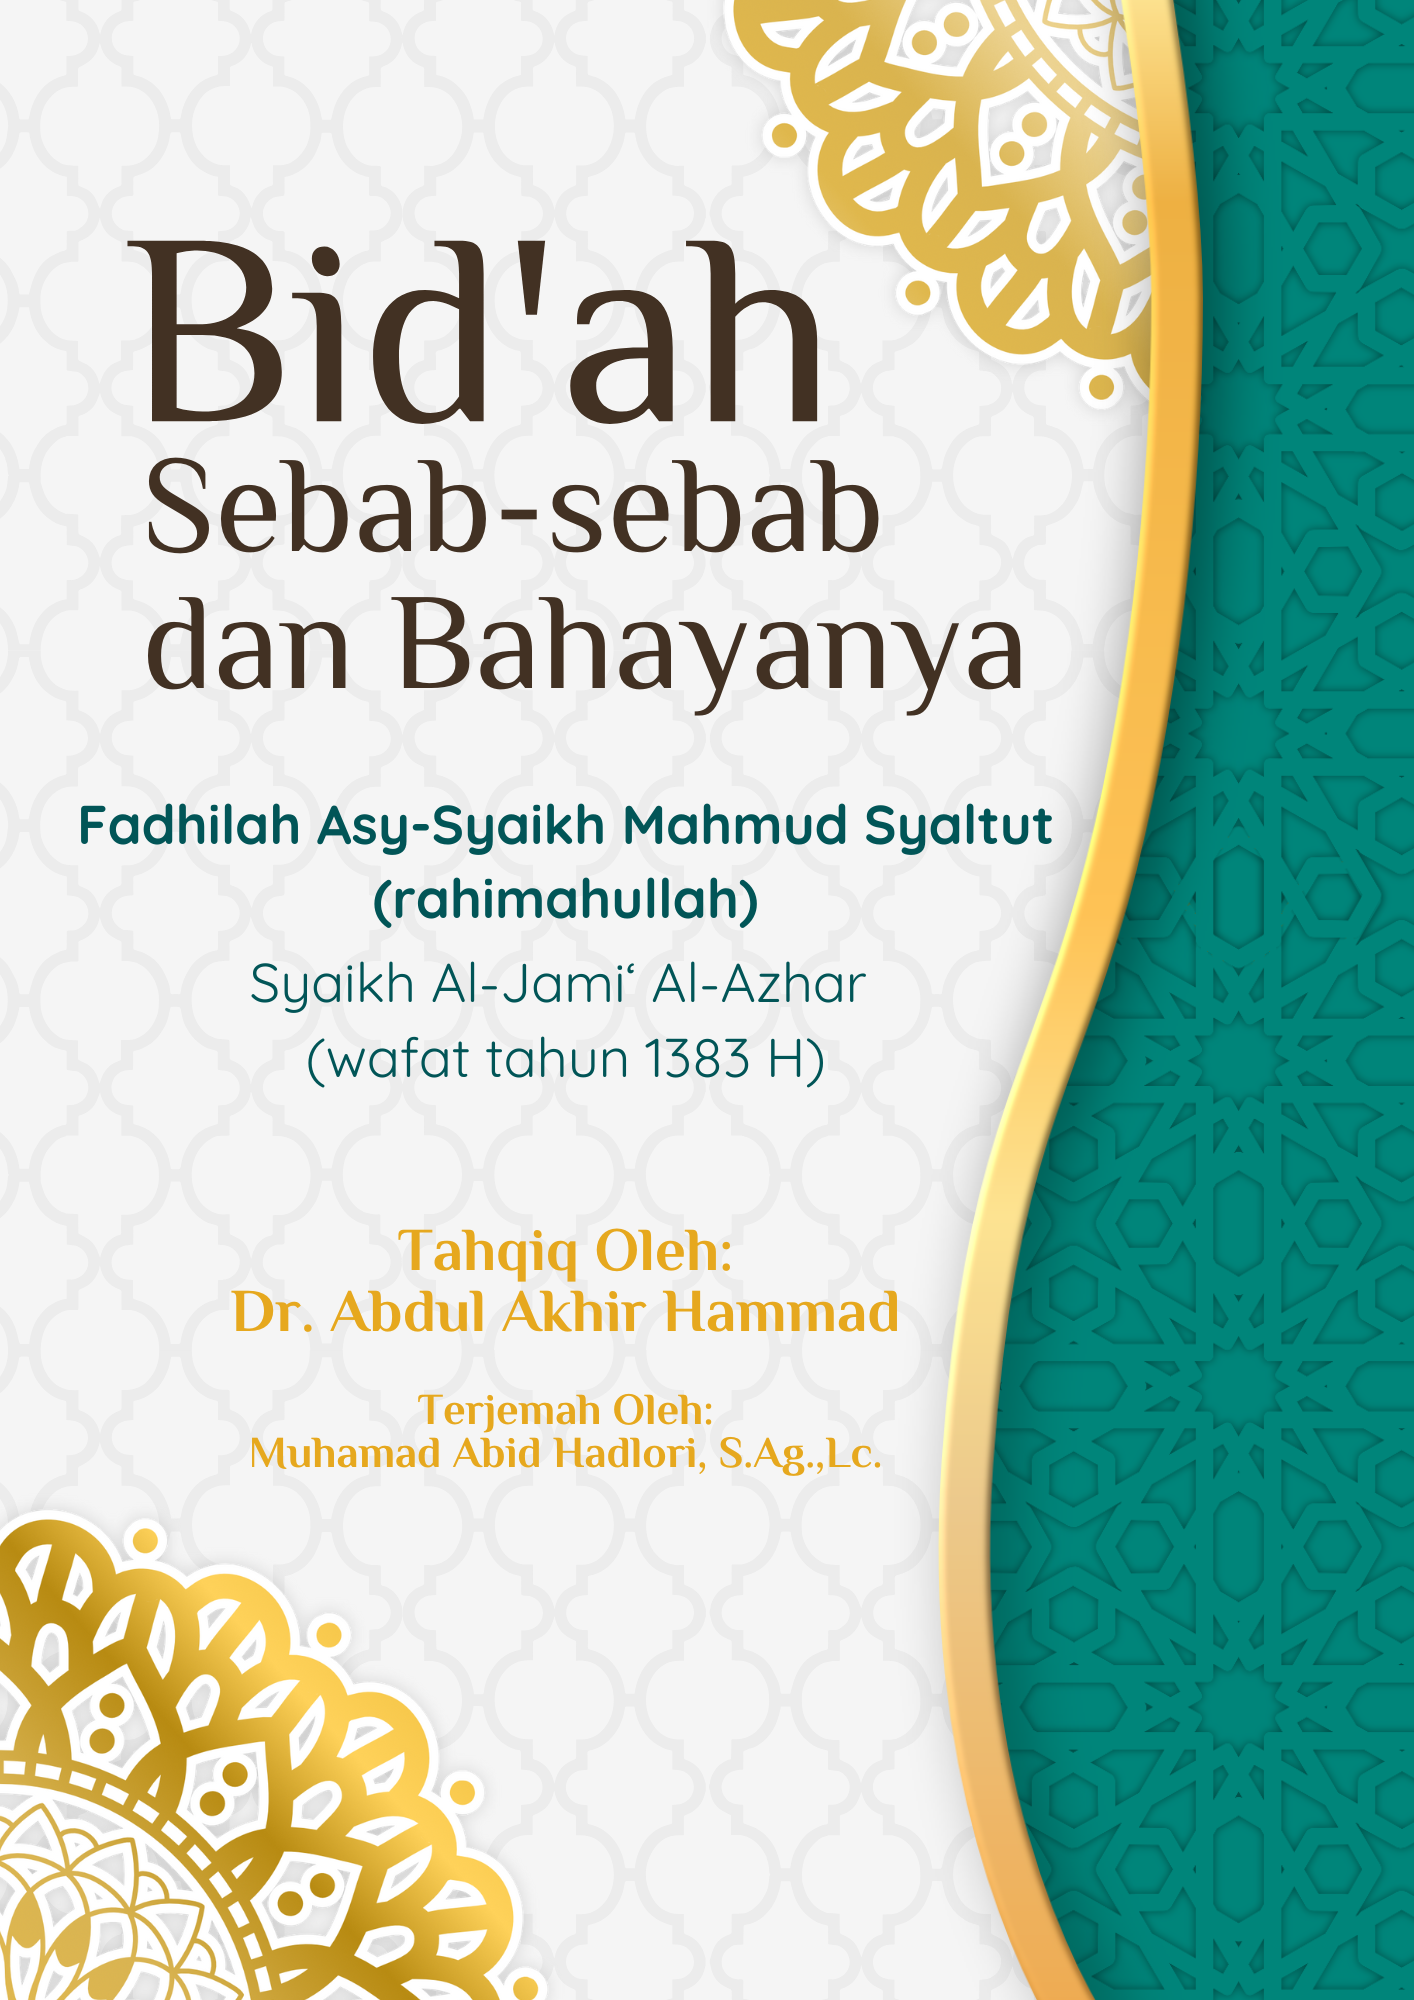 Bid'ah
Sebab-sebab
dan Bahayanya
Fadhilah Asy-Syaikh Mahmud Syaltut
(rahimahullah)
Syaikh Al-Jami‘ Al-Azhar
(wafat tahun 1383 H)
Tahqiq Oleh:
Dr. Abdul Akhir Hammad
Terjemah Oleh:
Muhamad Abid Hadlori, S.Ag.,Lc.